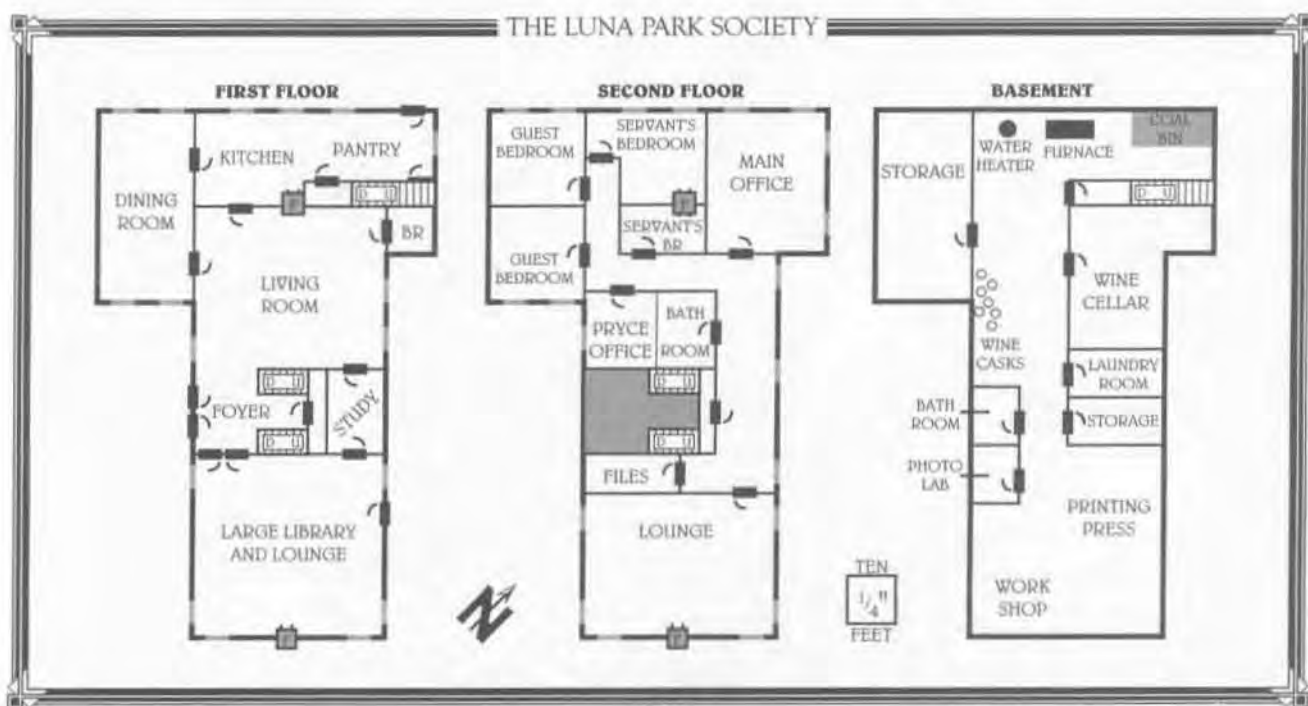 THE LUNA PARK SOCIETY
FIRST FLOOR
KITCHEN
PANTRY
DINING
ROOM
D U
BR
LIVING
ROOM
D U
FOYER
STUDY
D U
LARGE LIBRARY
AND LOUNGE
F
N
SECOND FLOOR
GUEST
BEDROOM
SERVANT'S
BEDROOM
MAIN
OFFICE
SERVANT'S
BR
GUEST
BEDROOM
PRYCE
OFFICE
BATH
ROOM
D U
D U
FILES
LOUNGE
F
TEN
1/4"
FEET
BASEMENT
STORAGE
WATER
HEATER
FURNACE
COAL
BIN
D U
WINE
CELLAR
WINE
CASKS
LAUNDRY
ROOM
BATH
ROOM
STORAGE
PHOTO
LAB
PRINTING
PRESS
WORK
SHOP